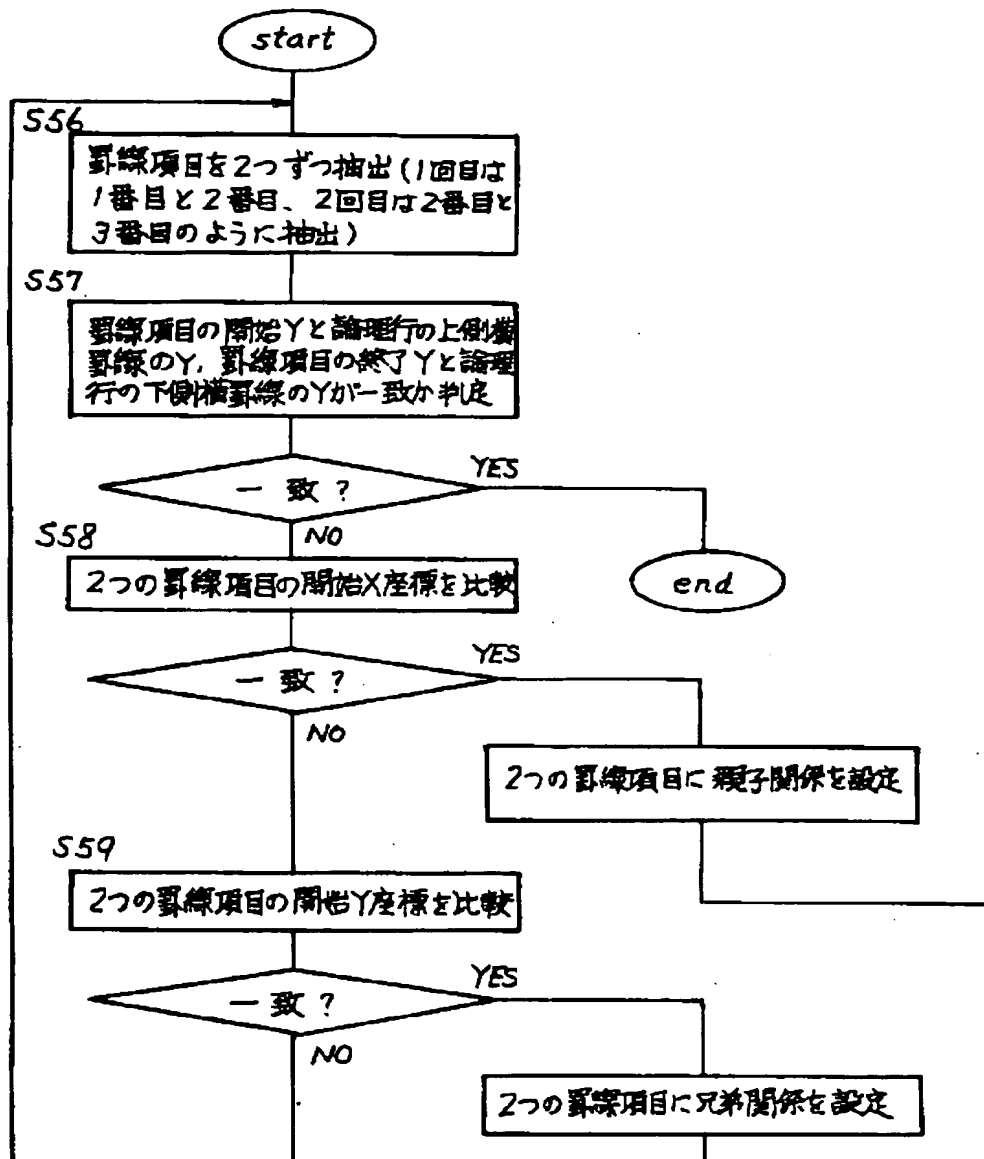 start
S56
罫線項目を2つずつ抽出(1回目は
1番目と2番目、2回目は2番目と
3番目のように抽出)
S57
罫線項目の開始Yと論理行の上側横
罫線のY,罫線項目の終了Yと論理
行の下側横罫線のYが一致か判定
一致?
YES
NO
end
S58
2つの罫線項目の開始X座標を比較
一致?
YES
NO
2つの罫線項目に親子関係を設定
S59
2つの罫線項目の開始Y座標を比較
一致?
YES
NO
2つの罫線項目に兄弟関係を設定